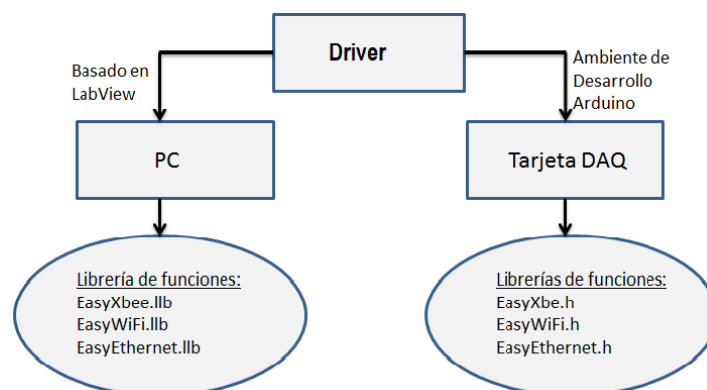 Driver
Basado en
LabView
Ambiente de
Desarrollo
Arduino
PC
Tarjeta DAQ
Librería de funciones:
EasyXbee.llb
EasyWiFi.llb
EasyEthernet.llb
Librerías de funciones:
EasyXbe.h
EasyWiFi.h
EasyEthernet.h